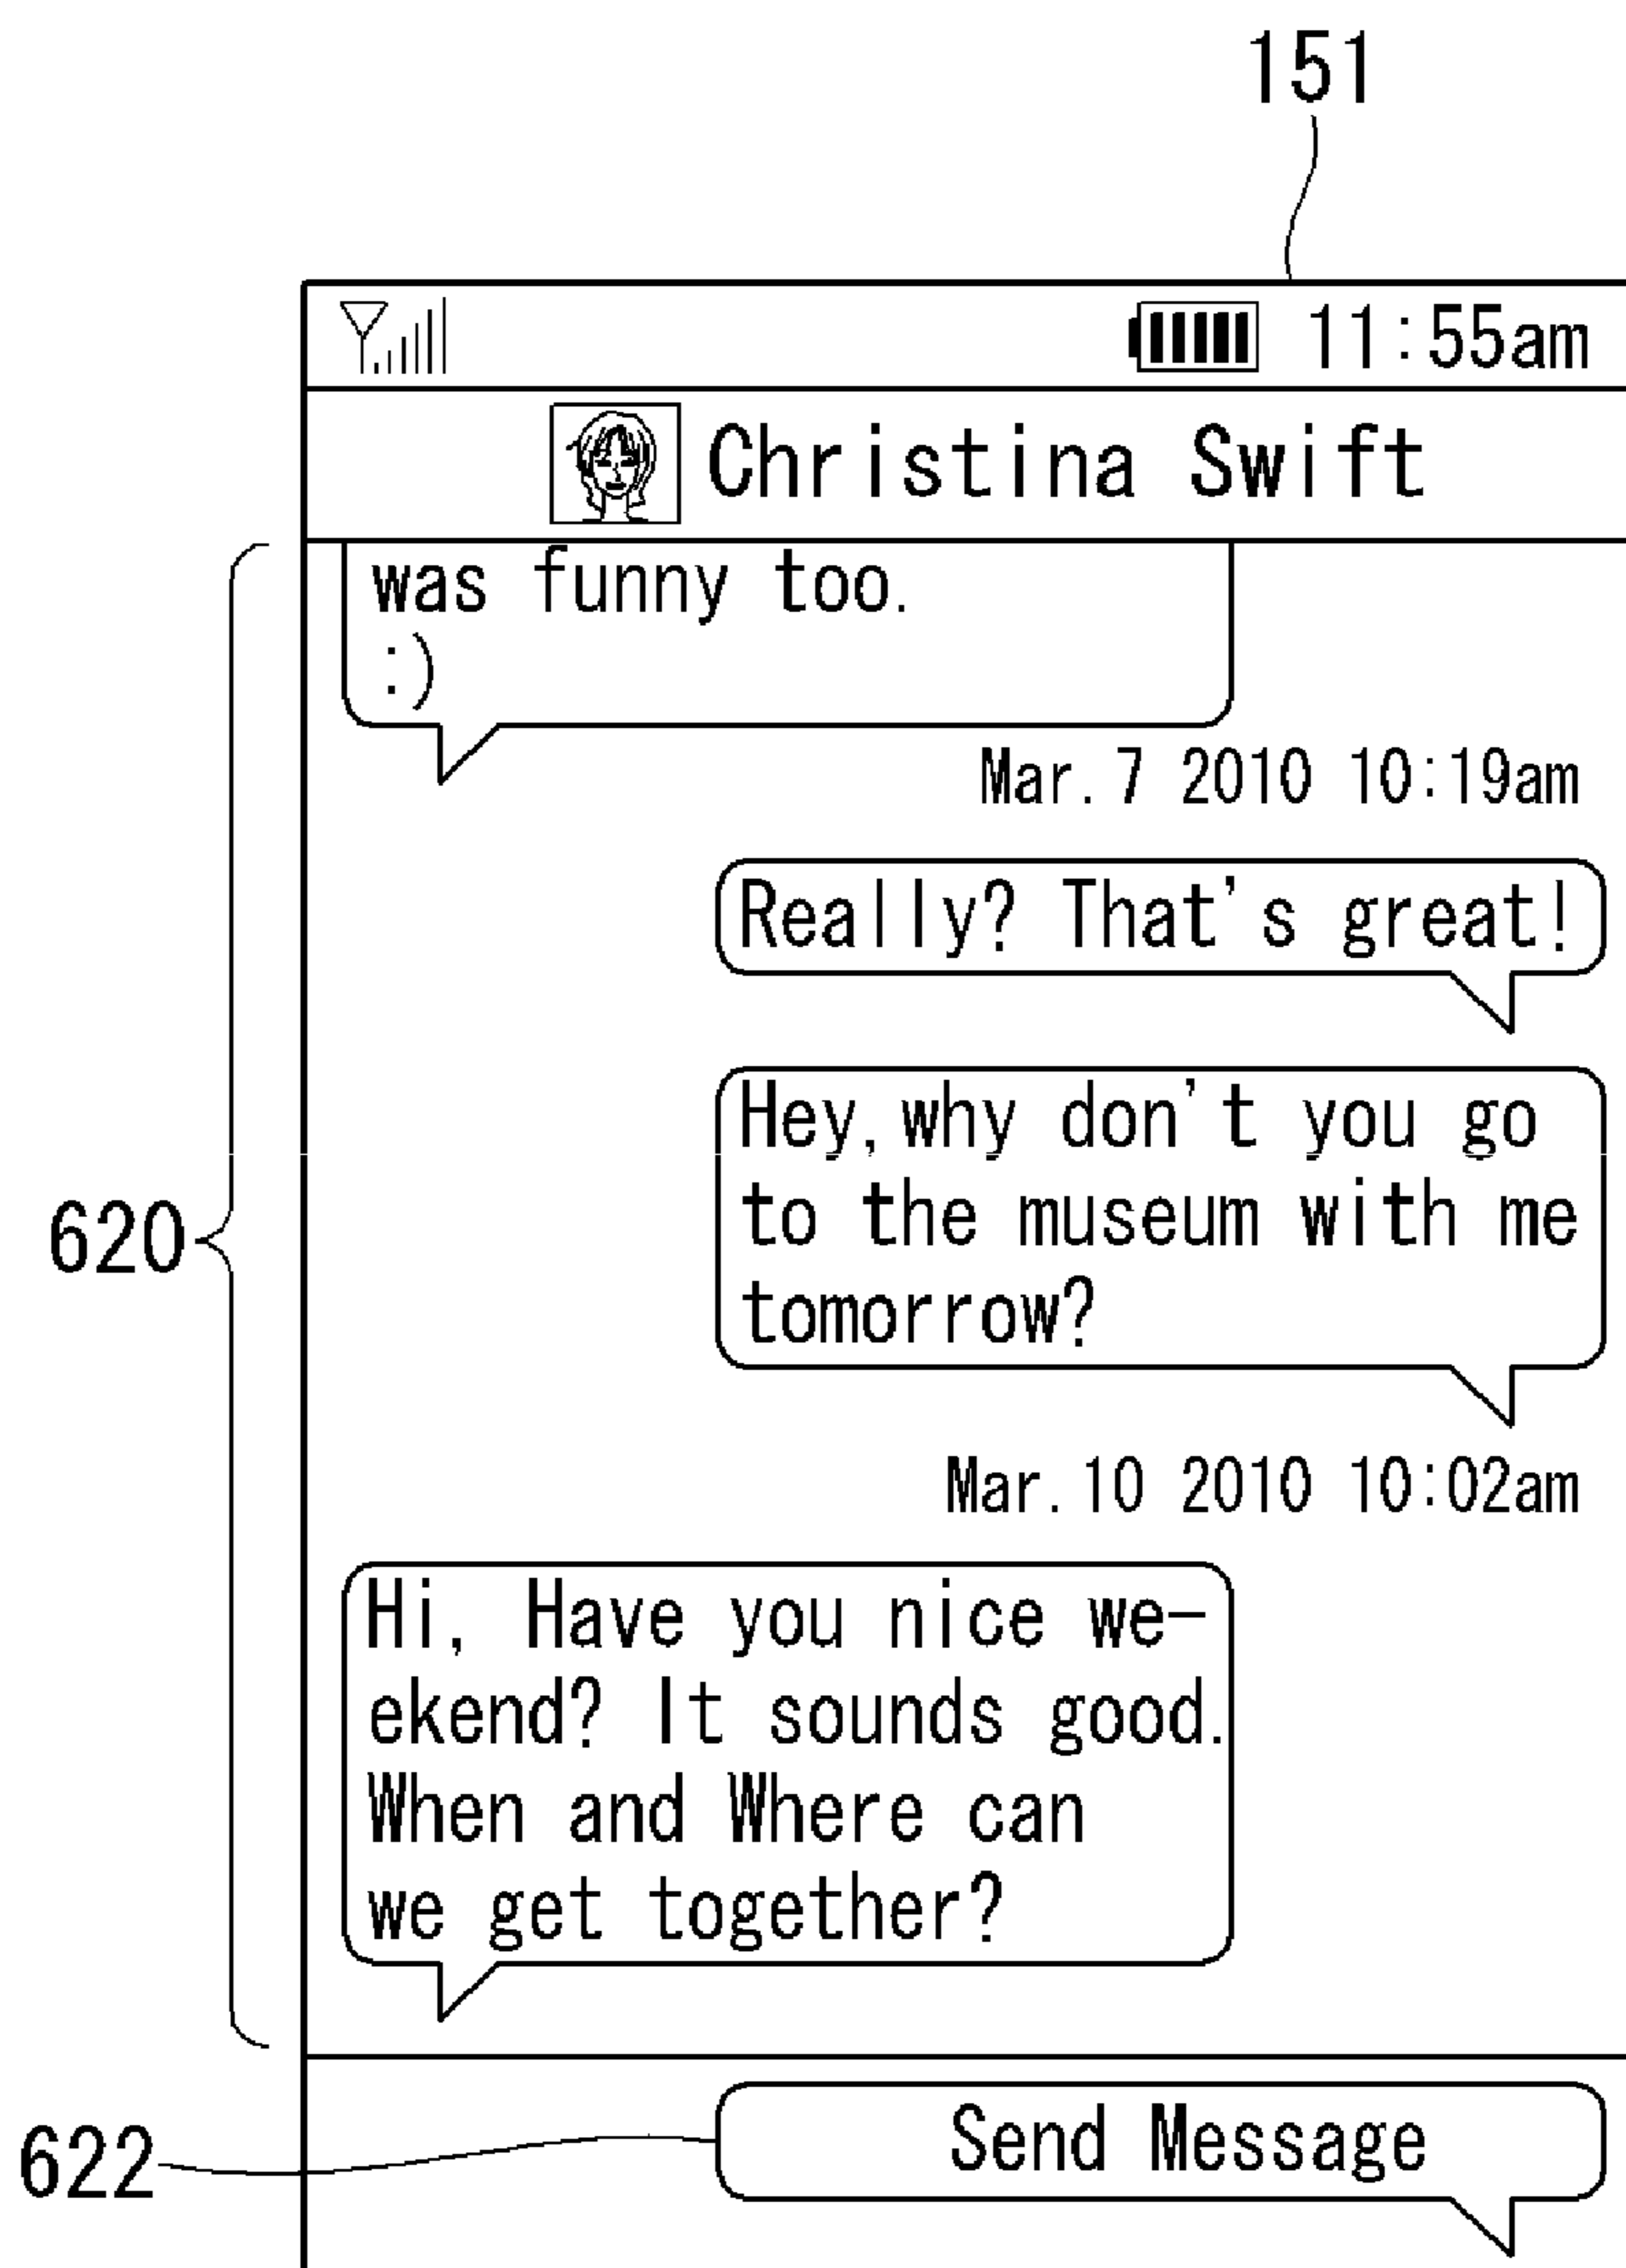 151
11:55am
Christina Swift
was funny too.
:)
Mar. 7 2010 10:19am
Really? That's great!
Hey, why don't you go
to the museum with me
tomorrow?
620
Mar. 10 2010 10:02am
Hi, Have you nice we-
ekend? It sounds good.
When and Where can
we get together?
Send Message
622